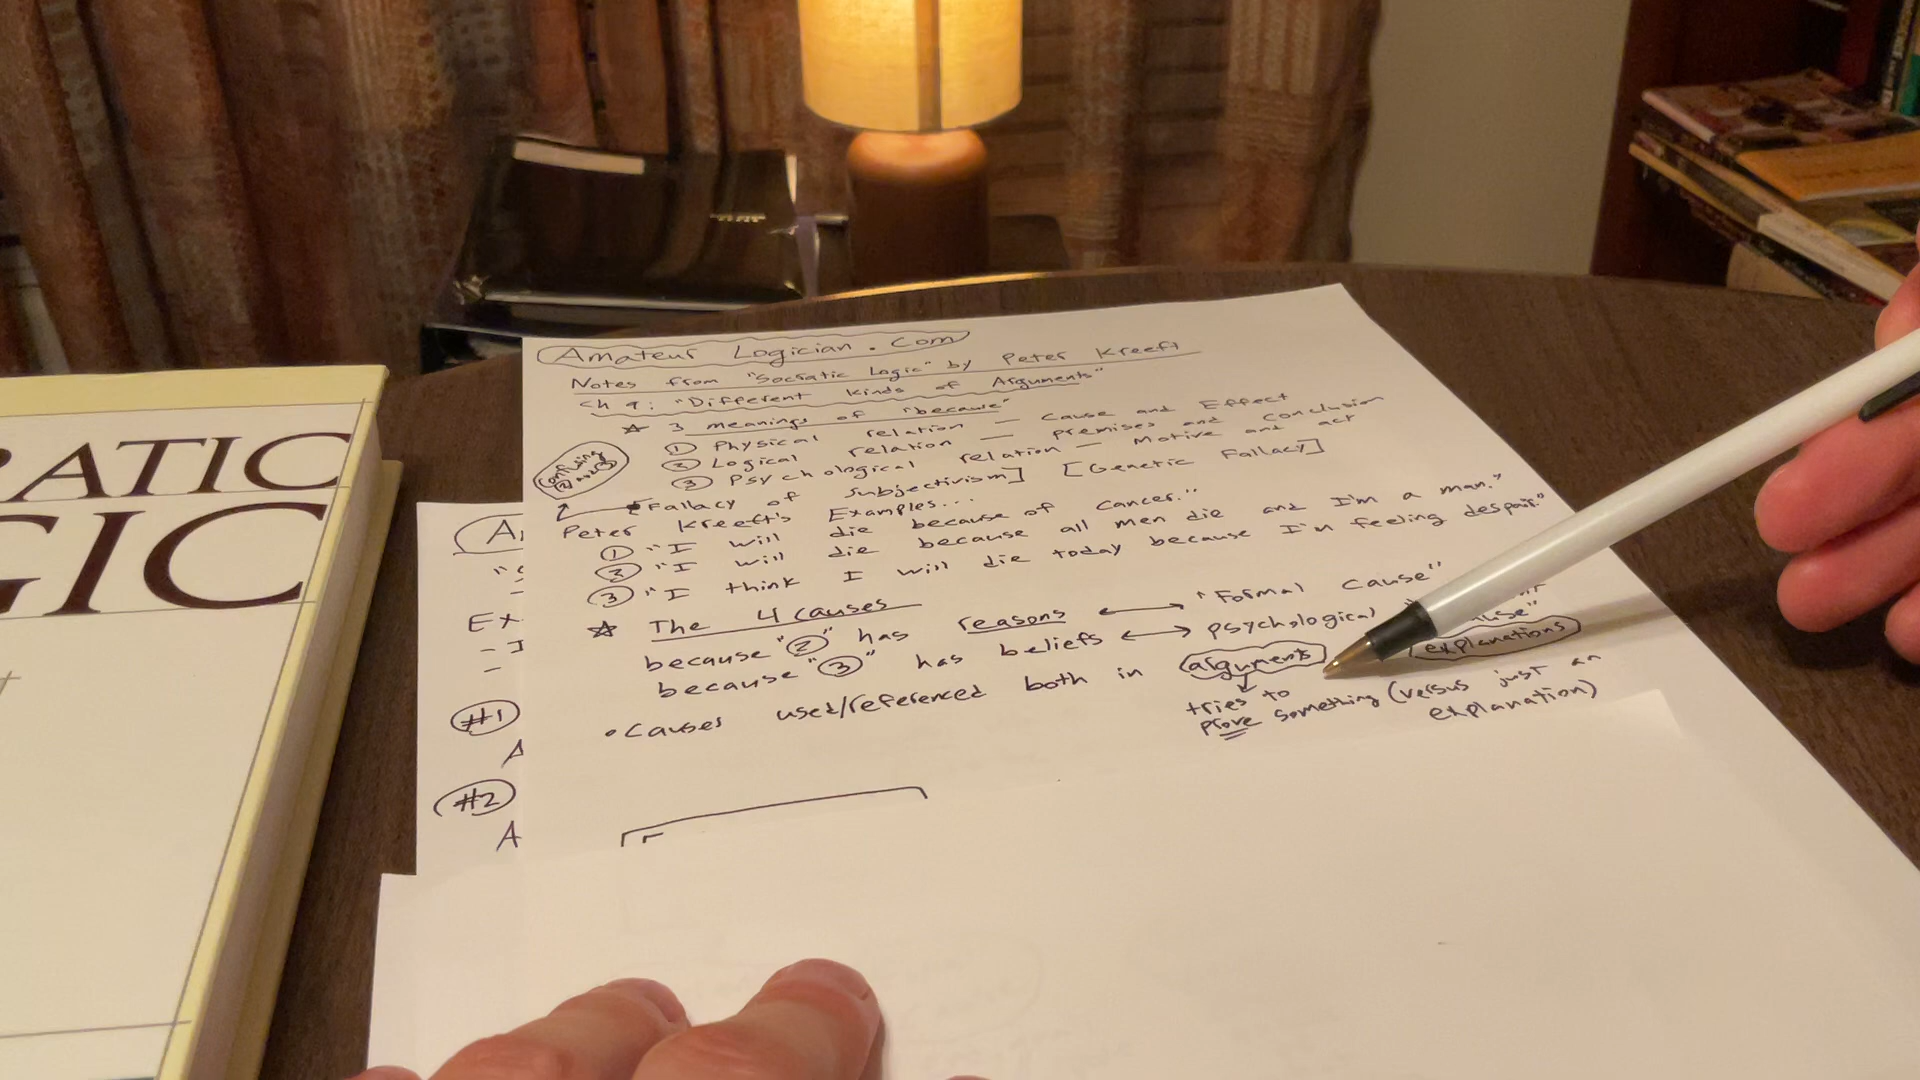 Amateur Logician.Com
Notes from "Socratic Logic" by Peter Kreeft
Ch 9: "Different kinds of Arguments"
☆ 3 meanings of "because"
① Physical relation — Cause and Effect
② Logical relation — premises and Conclusion
③ Psychological relation — Motive and act
Confusing ② and ③
Fallacy of Subjectivism] [Genetic Fallacy]
Peter Kreeft's Examples...
① "I will die because of cancer."
② "I will die because all men die and I'm a man."
③ "I think I will die today because I'm feeling despair."
☆ The 4 causes
because "②" has reasons ↔ "Formal cause"
because "③" has beliefs ↔ psychological
• Causes used/referenced both in arguments explanations
tries to
prove something (versus just an
explanation)
RATIC
GIC
A
Ex
- I
-
#1
A
#2
A